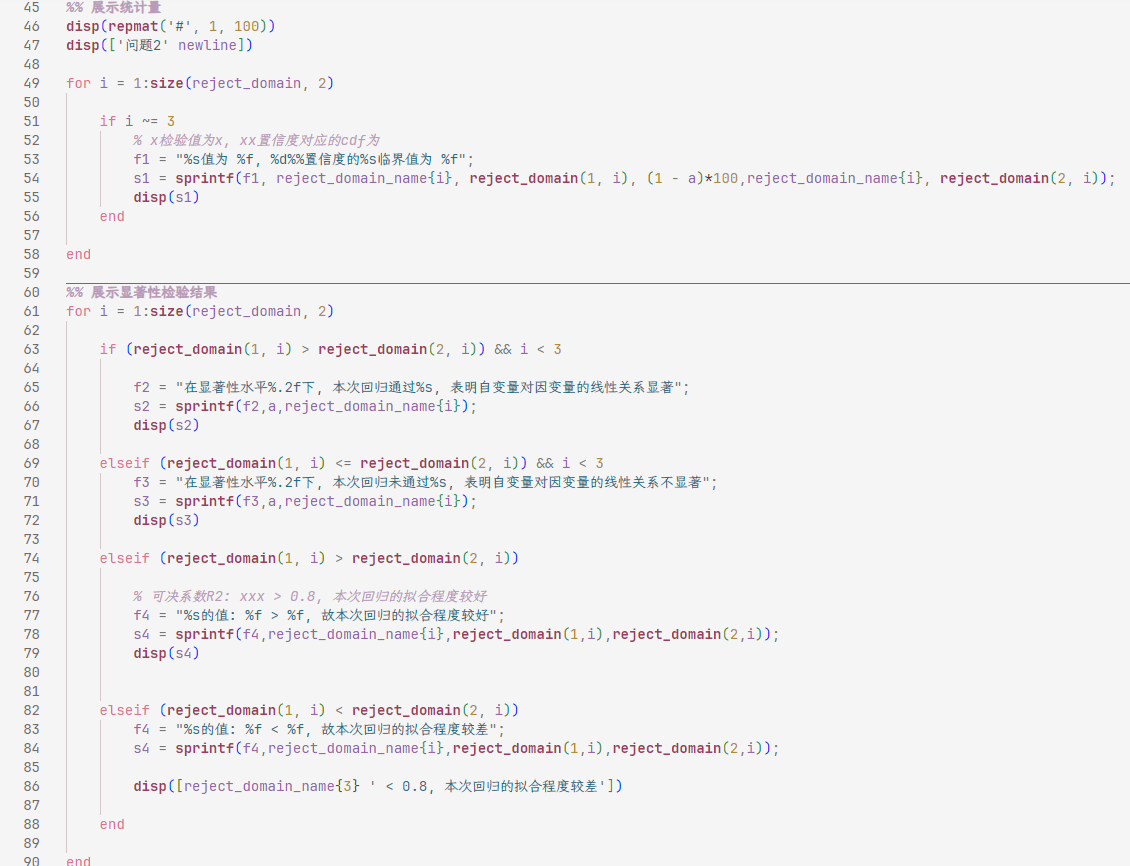 45 %% 展示统计量
46 disp(repmat('#', 1, 100))
47 disp(['问题2' newline])
48
49 for i = 1:size(reject_domain, 2)
50
51 if i ~= 3
52 % x检验值为x, xx置信度对应的cdf为
53 f1 = "%s值为 %f, %d%%置信度的%s临界值为 %f";
54 s1 = sprintf(f1, reject_domain_name{i}, reject_domain(1, i), (1 - a)*100,reject_domain_name{i}, reject_domain(2, i));
55 disp(s1)
56 end
57
58 end
59
60 %% 展示显著性检验结果
61 for i = 1:size(reject_domain, 2)
62
63 if (reject_domain(1, i) > reject_domain(2, i)) && i < 3
64
65 f2 = "在显著性水平%.2f下, 本次回归通过%s, 表明自变量对因变量的线性关系显著";
66 s2 = sprintf(f2,a,reject_domain_name{i});
67 disp(s2)
68
69 elseif (reject_domain(1, i) <= reject_domain(2, i)) && i < 3
70 f3 = "在显著性水平%.2f下, 本次回归未通过%s, 表明自变量对因变量的线性关系不显著";
71 s3 = sprintf(f3,a,reject_domain_name{i});
72 disp(s3)
73
74 elseif (reject_domain(1, i) > reject_domain(2, i))
75
76 % 可决系数R2: xxx > 0.8, 本次回归的拟合程度较好
77 f4 = "%s的值: %f > %f, 故本次回归的拟合程度较好";
78 s4 = sprintf(f4,reject_domain_name{i},reject_domain(1,i),reject_domain(2,i));
79 disp(s4)
80
81
82 elseif (reject_domain(1, i) < reject_domain(2, i))
83 f4 = "%s的值: %f < %f, 故本次回归的拟合程度较差";
84 s4 = sprintf(f4,reject_domain_name{i},reject_domain(1,i),reject_domain(2,i));
85
86 disp([reject_domain_name{3} ' < 0.8, 本次回归的拟合程度较差'])
87
88 end
89
90 end